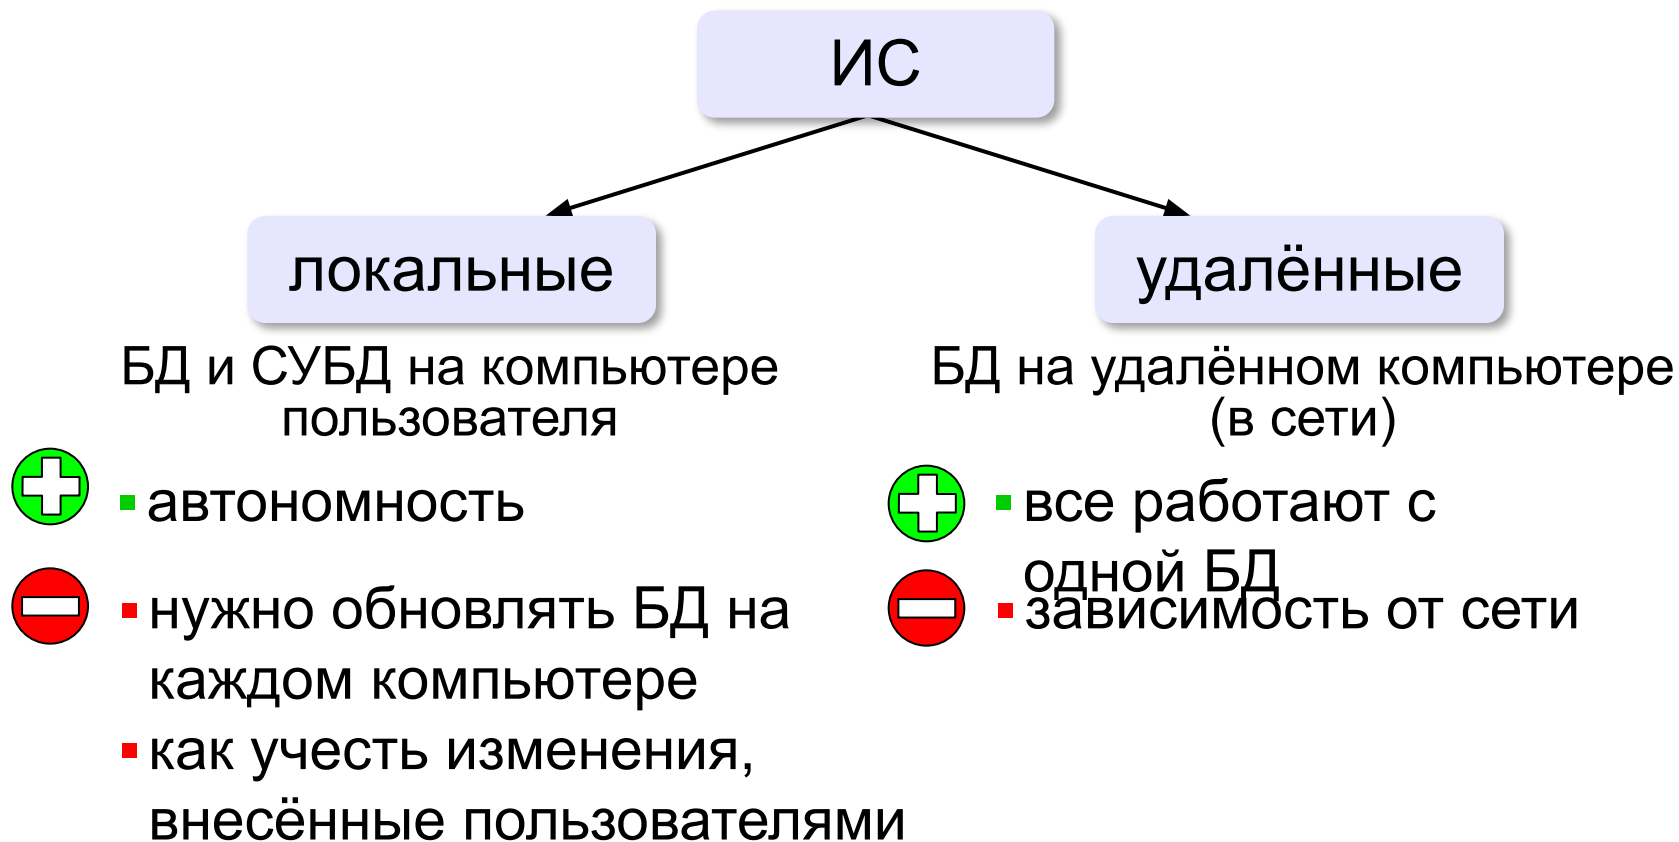 ИС
локальные
БД и СУБД на компьютере
пользователя
автономность
нужно обновлять БД на
каждом компьютере
как учесть изменения,
внесённые пользователями
удалённые
БД на удалённом компьютере
(в сети)
все работают с
одной БД
зависимость от сети